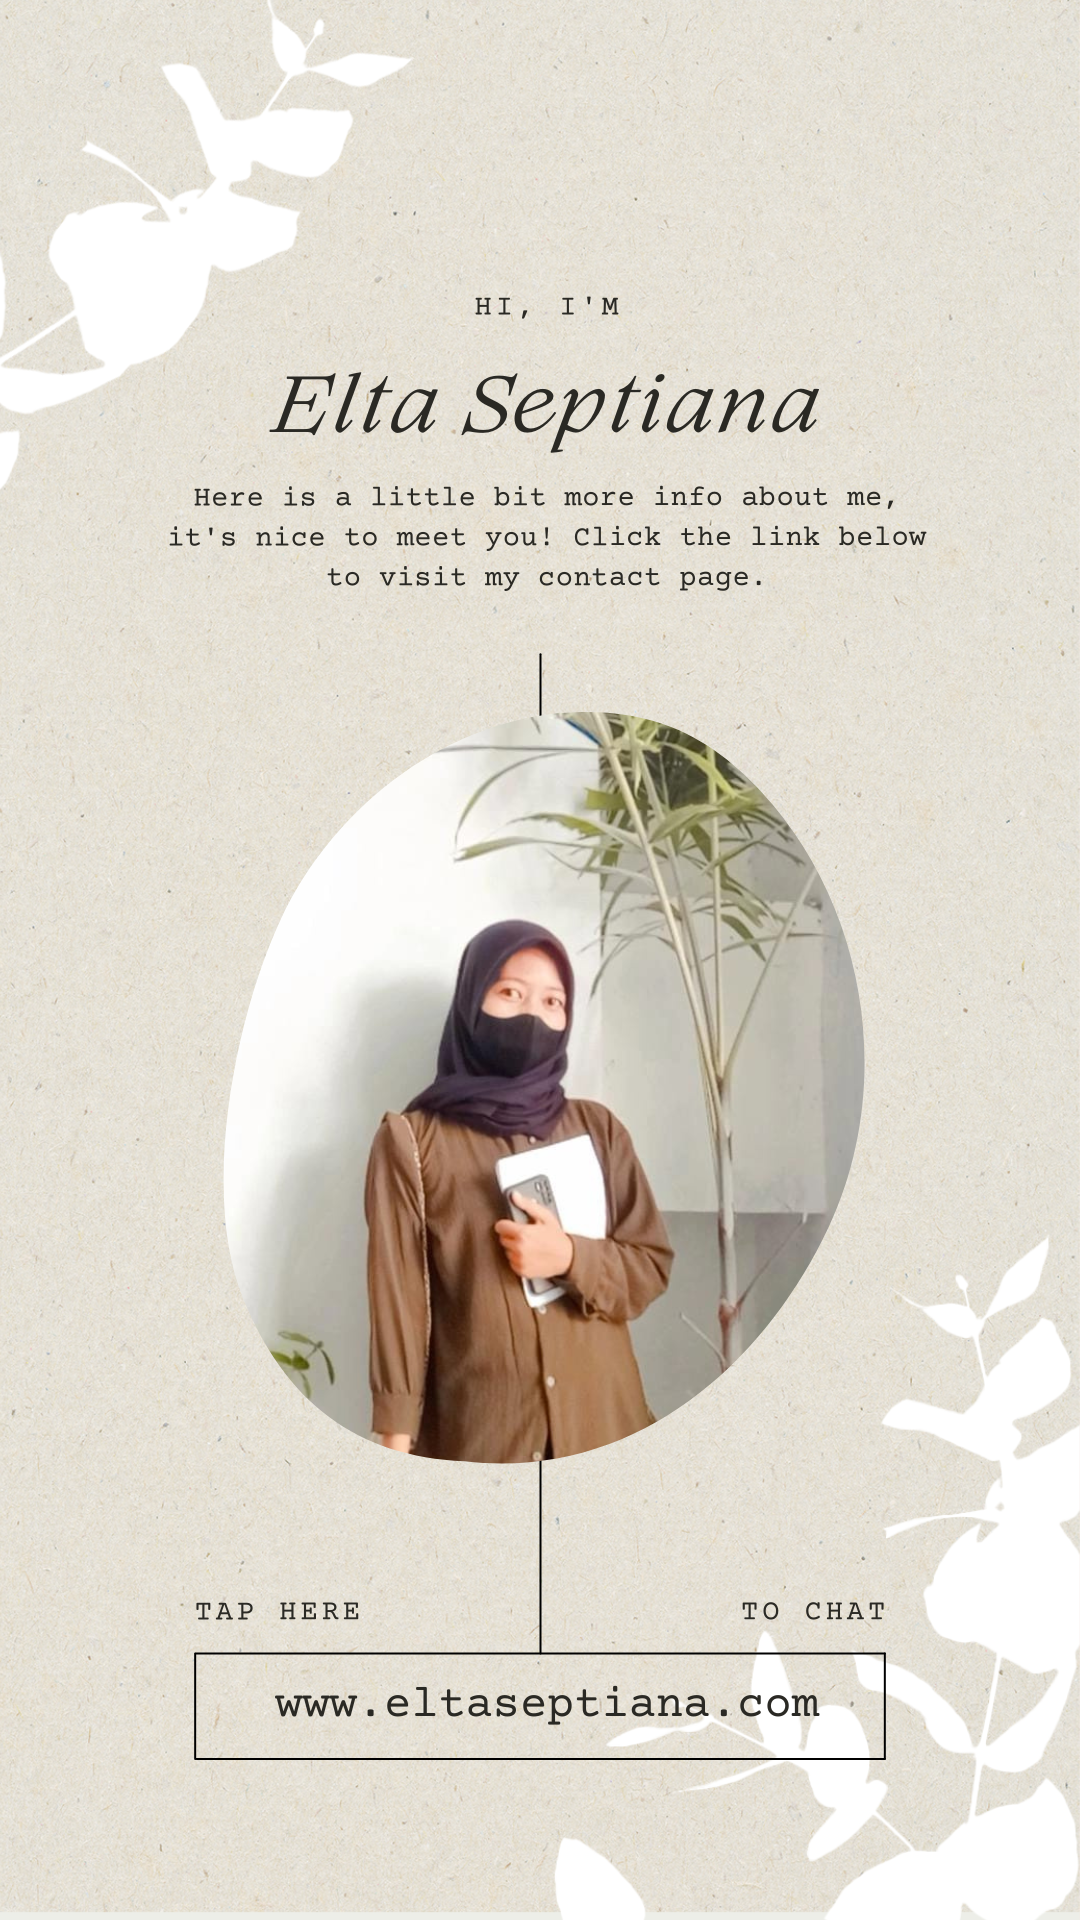 HI, I'M
Elta Septiana
Here is a little bit more info about me,
it's nice to meet you! Click the link below
to visit my contact page.
TAP HERE
TO CHAT
www.eltaseptiana.com